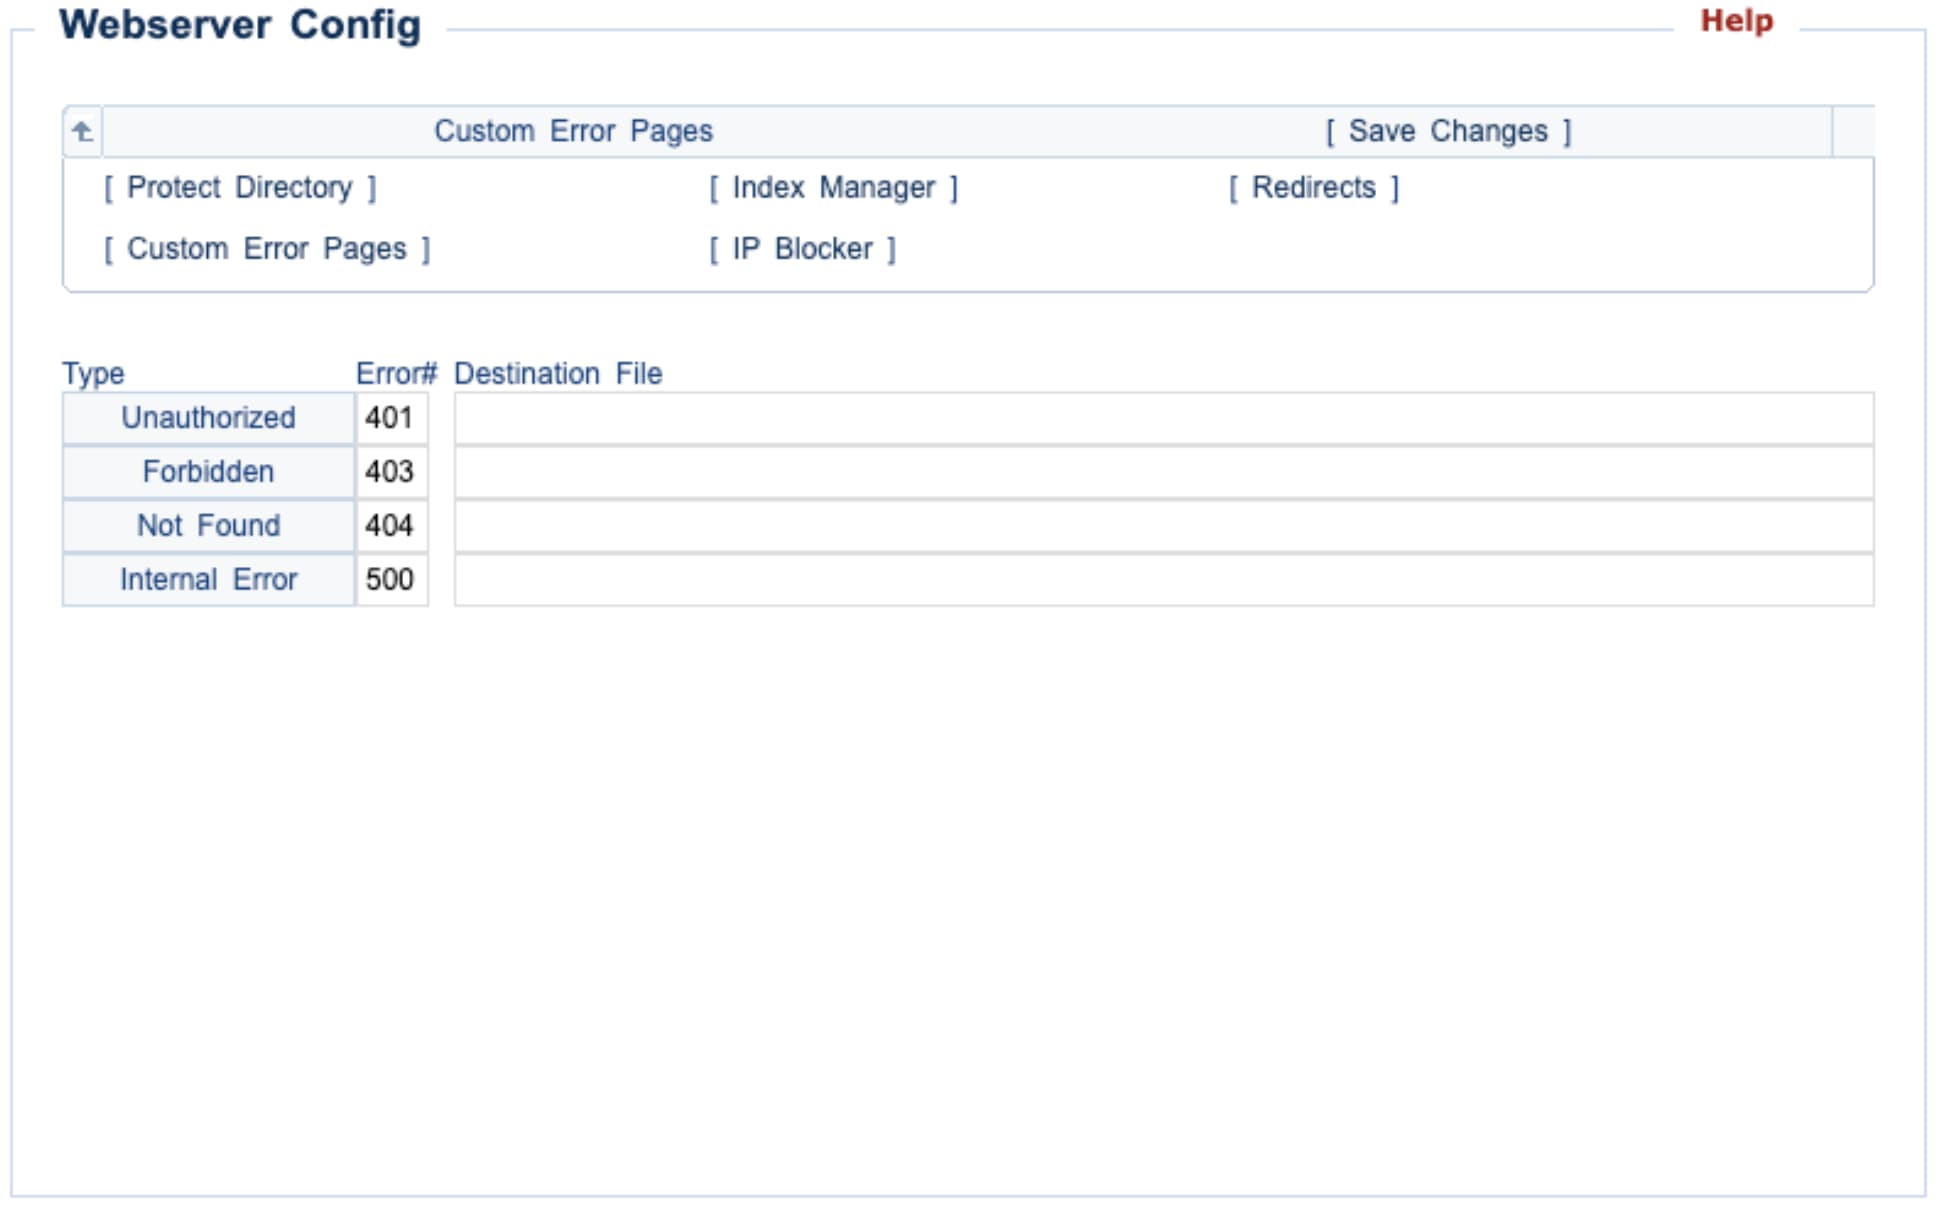 Webserver Config Help
Custom Error Pages [ Save Changes ]
[ Protect Directory ] [ Index Manager ] [ Redirects ]
[ Custom Error Pages ] [ IP Blocker ]
Type Error# Destination File
Unauthorized 401
Forbidden 403
Not Found 404
Internal Error 500